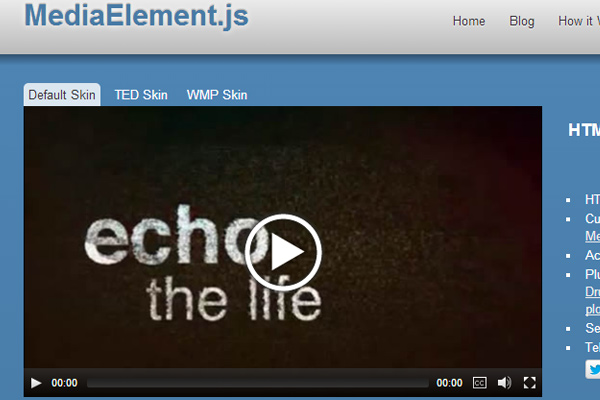 MediaElement.js
Home Blog How it
Default Skin TED Skin WMP Skin
echo
the life
00:00 00:00 CC